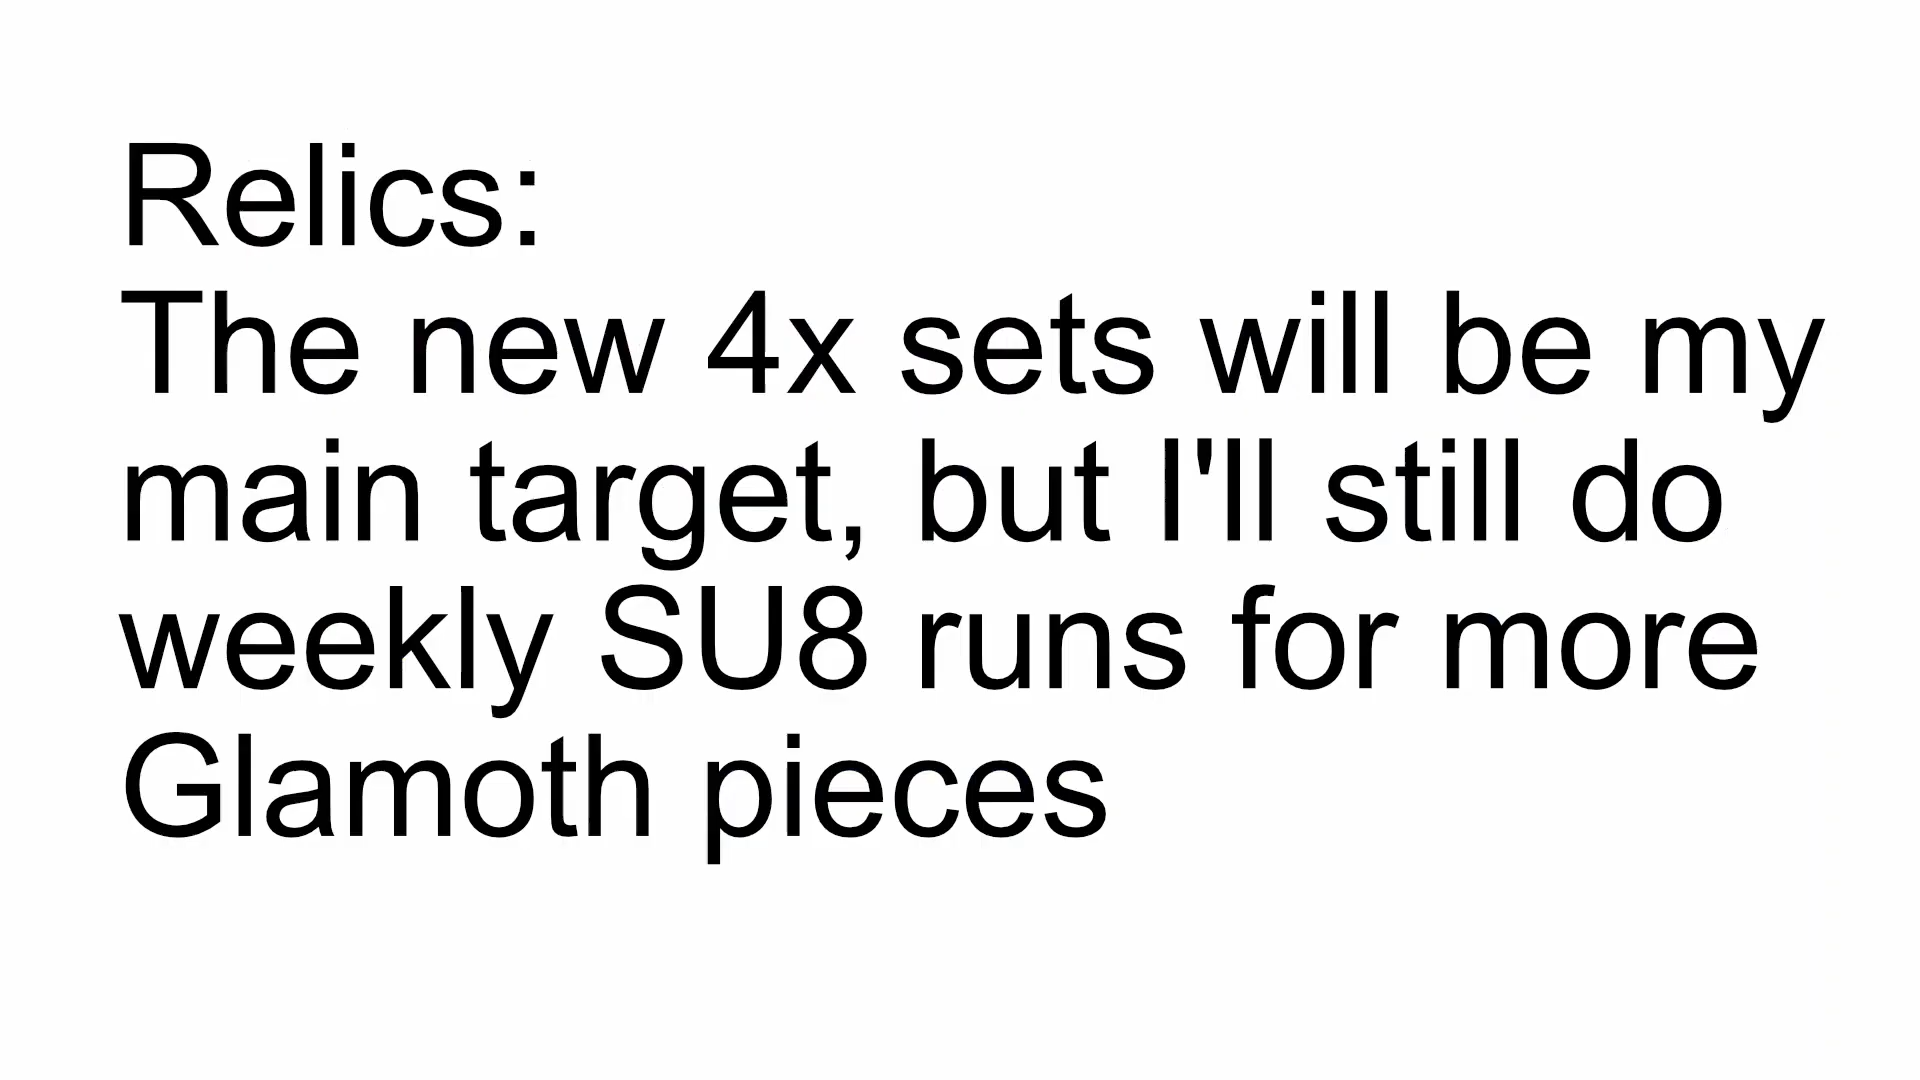 Relics:
The new 4x sets will be my
main target, but I'll still do
weekly SU8 runs for more
Glamoth pieces